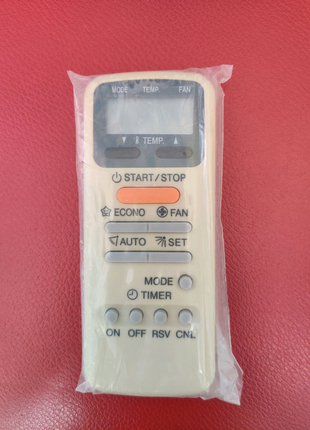 MODE TEMP. FAN
▼ TEMP. ▲
START/STOP
ECONO FAN
AUTO SET
MODE
TIMER
ON OFF RSV CNL